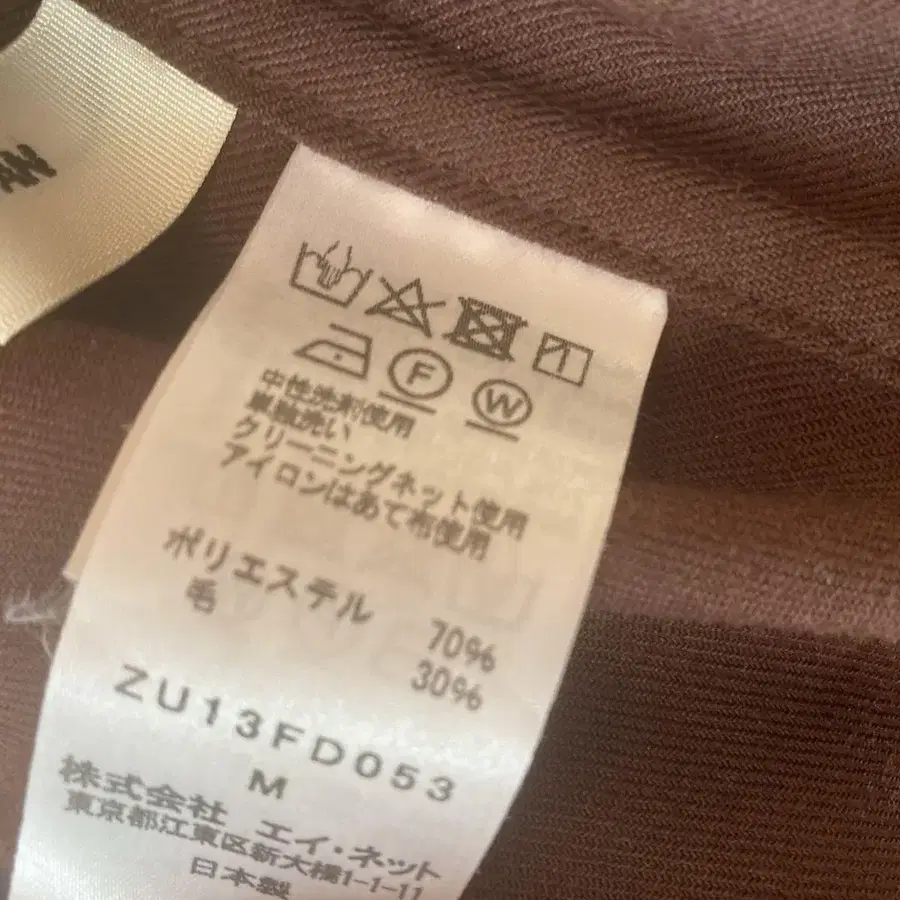 F
W
中性洗剤使用
単独洗い
クリーニングネット使用
アイロンはあて布使用
ポリエステル 70%
毛 30%
ZU13FD053
M
株式会社 エイ・ネット
東京都江東区新大橋1-1-11
日本製